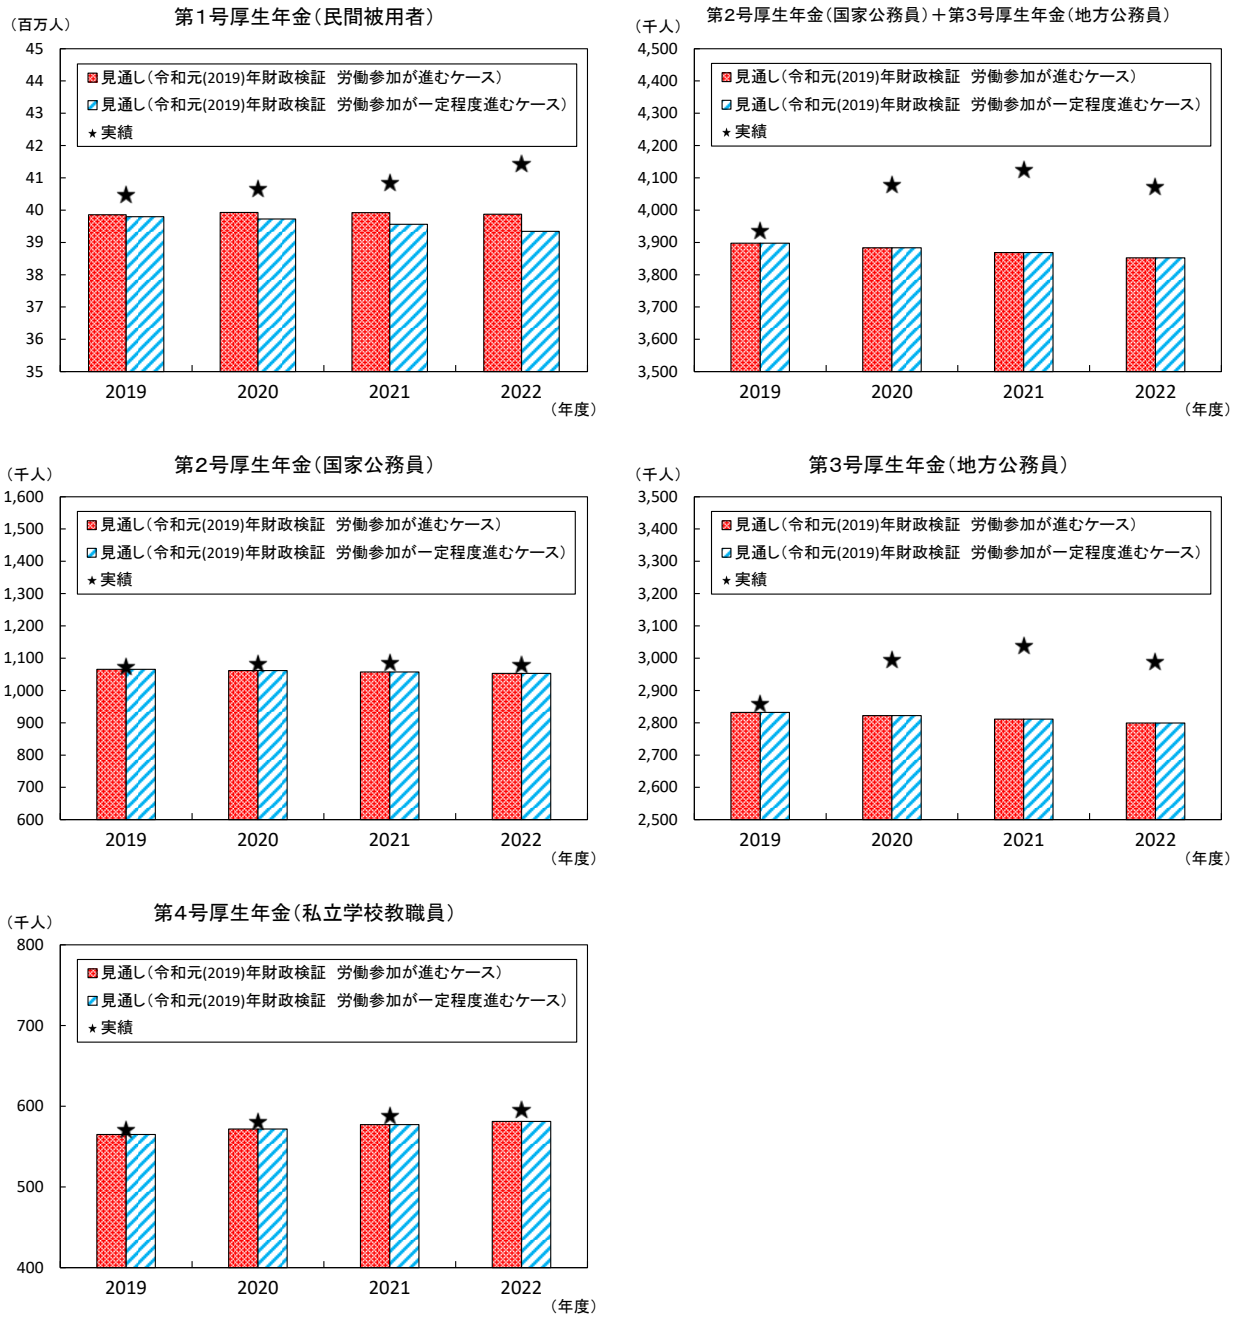 第1号厚生年金(民間被用者)
(百万人)
45
44
43
42
41
40
39
38
37
36
35
見通し(令和元(2019)年財政検証 労働参加が進むケース)
見通し(令和元(2019)年財政検証 労働参加が一定程度進むケース)
★実績
2019 2020 2021 2022
(年度)
第2号厚生年金(国家公務員)+第3号厚生年金(地方公務員)
(千人)
4,500
4,400
4,300
4,200
4,100
4,000
3,900
3,800
3,700
3,600
3,500
見通し(令和元(2019)年財政検証 労働参加が進むケース)
見通し(令和元(2019)年財政検証 労働参加が一定程度進むケース)
★実績
2019 2020 2021 2022
(年度)
第2号厚生年金(国家公務員)
(千人)
1,600
1,500
1,400
1,300
1,200
1,100
1,000
900
800
700
600
見通し(令和元(2019)年財政検証 労働参加が進むケース)
見通し(令和元(2019)年財政検証 労働参加が一定程度進むケース)
★実績
2019 2020 2021 2022
(年度)
第3号厚生年金(地方公務員)
(千人)
3,500
3,400
3,300
3,200
3,100
3,000
2,900
2,800
2,700
2,600
2,500
見通し(令和元(2019)年財政検証 労働参加が進むケース)
見通し(令和元(2019)年財政検証 労働参加が一定程度進むケース)
★実績
2019 2020 2021 2022
(年度)
第4号厚生年金(私立学校教職員)
(千人)
800
700
600
500
400
見通し(令和元(2019)年財政検証 労働参加が進むケース)
見通し(令和元(2019)年財政検証 労働参加が一定程度進むケース)
★実績
2019 2020 2021 2022
(年度)